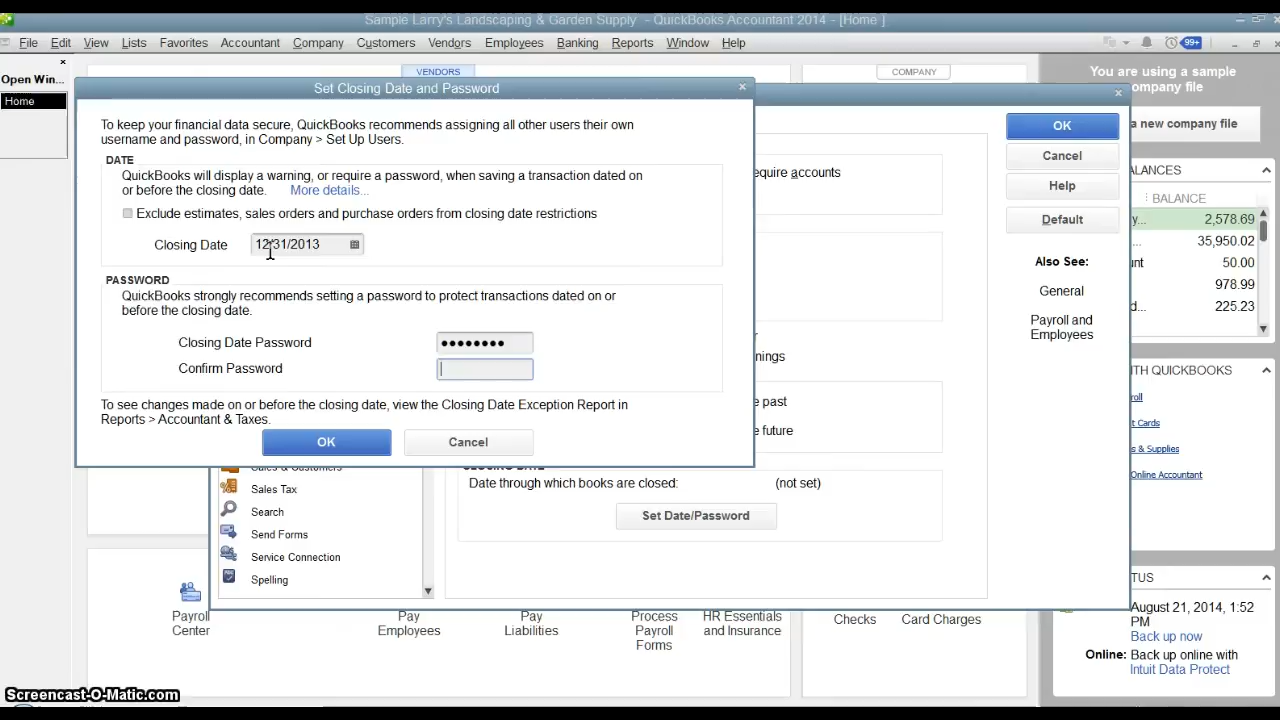 Sample Larry's Landscaping & Garden Supply - QuickBooks Accountant 2014 - [Home ]
File Edit View Lists Favorites Accountant Company Customers Vendors Employees Banking Reports Window Help
99+
Open Win...
Home
VENDORS
COMPANY
You are using a sample
ompany file
a new company file
Set Closing Date and Password
To keep your financial data secure, QuickBooks recommends assigning all other users their own
username and password, in Company > Set Up Users.
DATE
QuickBooks will display a warning, or require a password, when saving a transaction dated on
or before the closing date. More details...
Exclude estimates, sales orders and purchase orders from closing date restrictions
Closing Date 12/31/2013
PASSWORD
QuickBooks strongly recommends setting a password to protect transactions dated on or
before the closing date.
Closing Date Password ●●●●●●●●
Confirm Password
To see changes made on or before the closing date, view the Closing Date Exception Report in
Reports > Accountant & Taxes.
OK Cancel
equire accounts
nings
e past
e future
OK
Cancel
Help
Default
Also See:
General
Payroll and
Employees
Sales & Customers
Sales Tax
Search
Send Forms
Service Connection
Spelling
CLOSING DATE
Date through which books are closed: (not set)
Set Date/Password
ALANCES
BALANCE
y... 2,578.69
... 35,950.02
unt 50.00
978.99
d... 225.23
ITH QUICKBOOKS
oll
t Cards
s & Supplies
Online Accountant
TUS
August 21, 2014, 1:52
PM
Back up now
Online: Back up online with
Intuit Data Protect
Payroll
Center
Pay
Employees
Pay
Liabilities
Process
Payroll
Forms
HR Essentials
and Insurance
Checks
Card Charges
Screencast-O-Matic.com